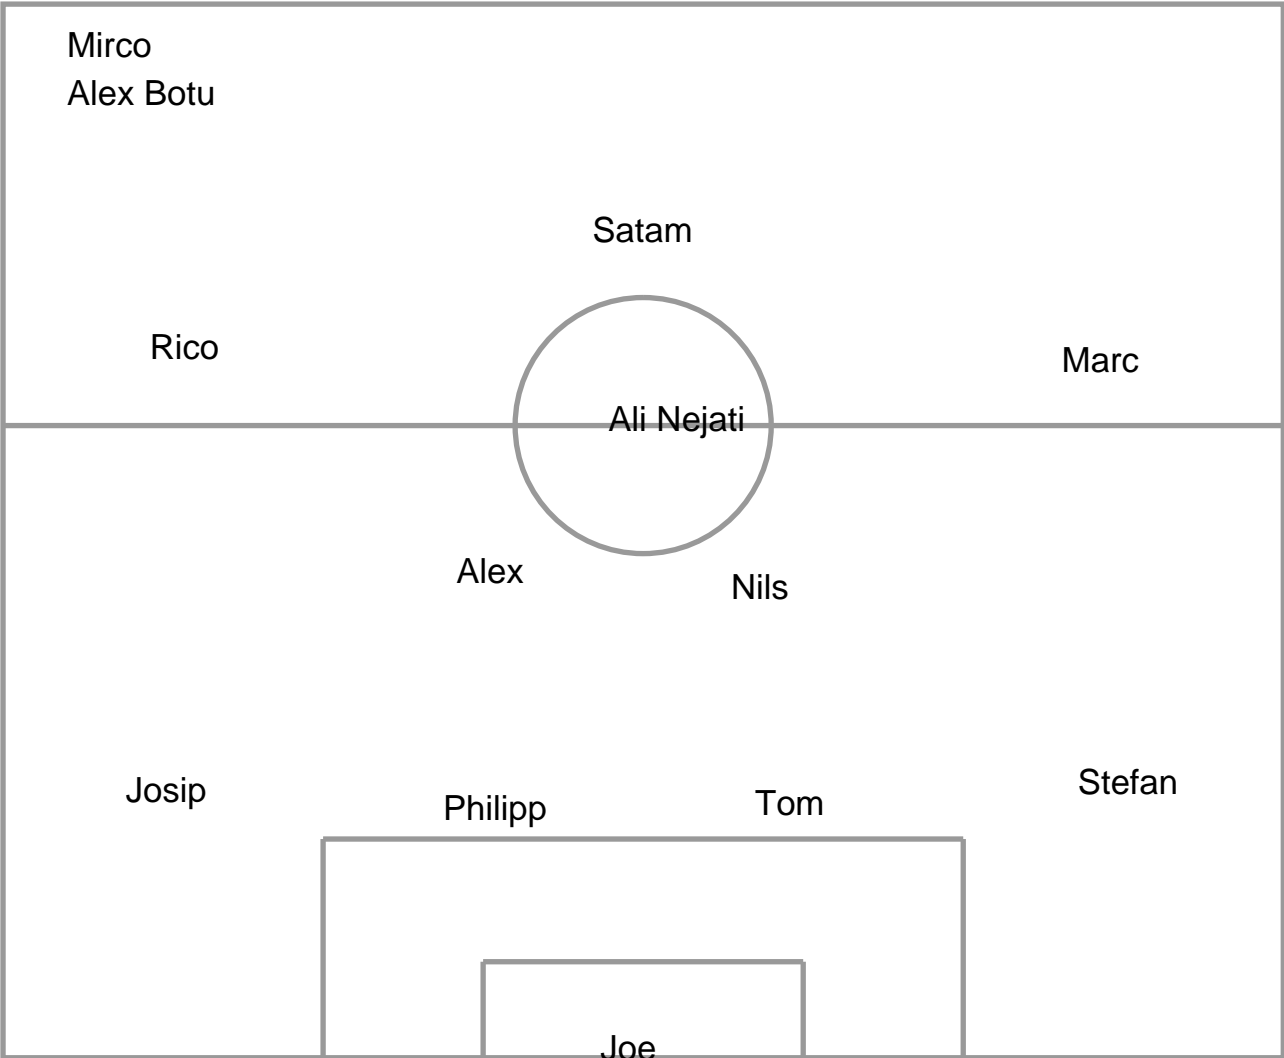 Mirco
Alex Botu
Satam
Rico
Marc
Ali Nejati
Alex
Nils
Josip
Philipp
Tom
Stefan
Joe